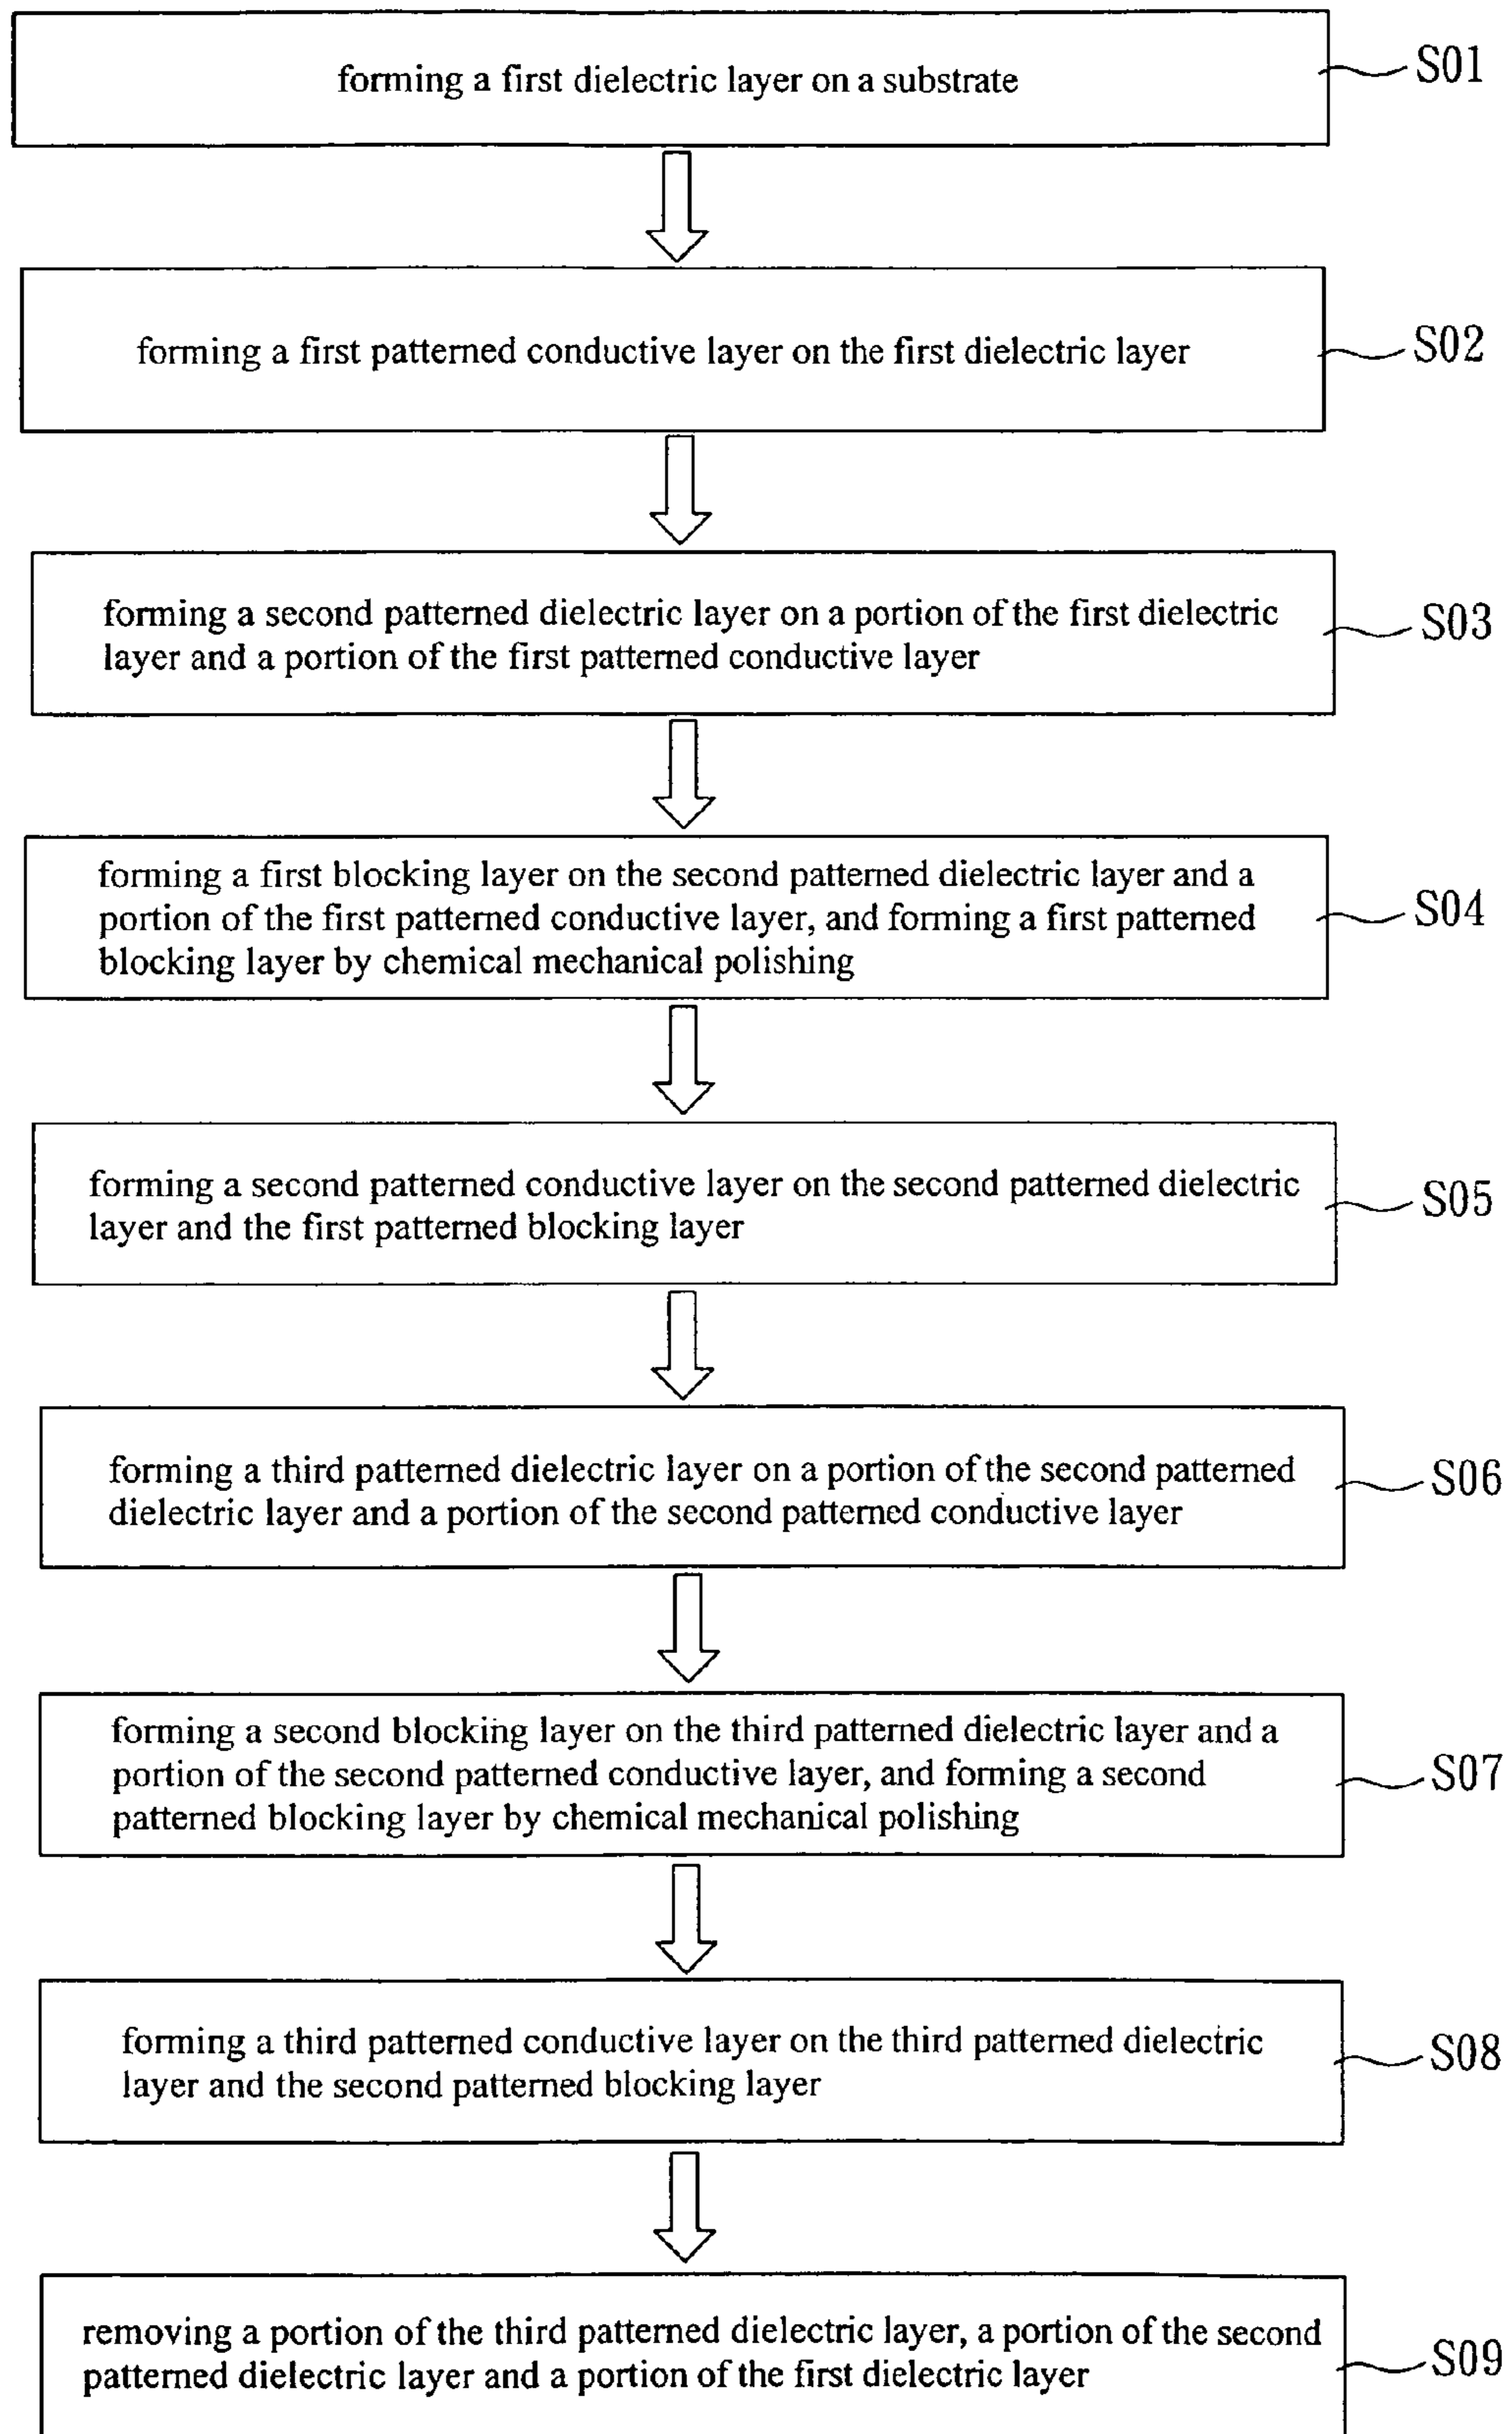 forming a first dielectric layer on a substrate
S01
forming a first patterned conductive layer on the first dielectric layer
S02
forming a second patterned dielectric layer on a portion of the first dielectric
layer and a portion of the first patterned conductive layer
S03
forming a first blocking layer on the second patterned dielectric layer and a
portion of the first patterned conductive layer, and forming a first patterned
blocking layer by chemical mechanical polishing
S04
forming a second patterned conductive layer on the second patterned dielectric
layer and the first patterned blocking layer
S05
forming a third patterned dielectric layer on a portion of the second patterned
dielectric layer and a portion of the second patterned conductive layer
S06
forming a second blocking layer on the third patterned dielectric layer and a
portion of the second patterned conductive layer, and forming a second
patterned blocking layer by chemical mechanical polishing
S07
forming a third patterned conductive layer on the third patterned dielectric
layer and the second patterned blocking layer
S08
removing a portion of the third patterned dielectric layer, a portion of the second
patterned dielectric layer and a portion of the first dielectric layer
S09